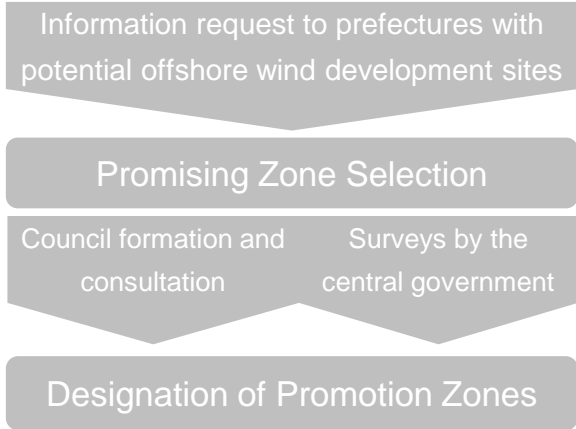 Information request to prefectures with
potential offshore wind development sites
Promising Zone Selection
Council formation and
consultation
Surveys by the
central government
Designation of Promotion Zones